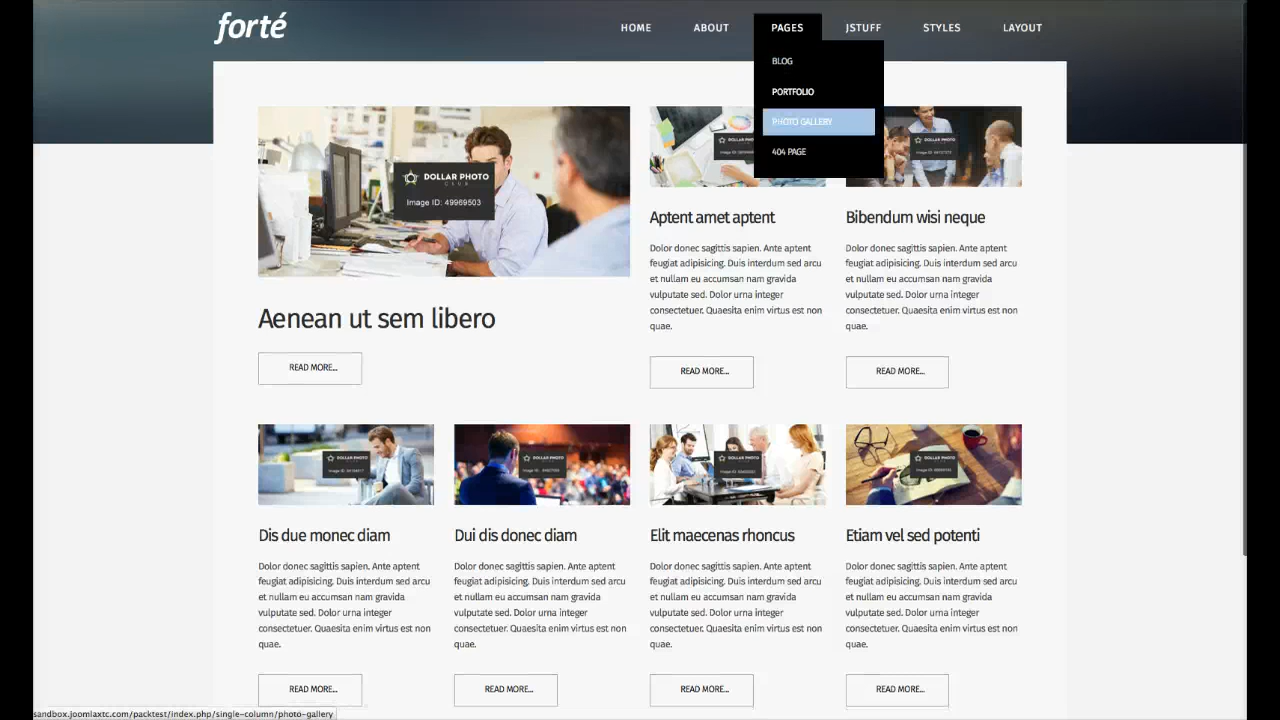 forté
HOME ABOUT PAGES JSTUFF STYLES LAYOUT
BLOG
PORTFOLIO
PHOTO GALLERY
404 PAGE
DOLLAR PHOTO
CLUB
Image ID: 49969503
Aenean ut sem libero
READ MORE...
Aptent amet aptent
Dolor donec sagittis sapien. Ante aptent
feugiat adipisicing. Duis interdum sed arcu
et nullam eu accumsan nam gravida
vulputate sed. Dolor urna integer
consectetuer. Quaesita enim virtus est non
quae.
READ MORE...
Bibendum wisi neque
Dolor donec sagittis sapien. Ante aptent
feugiat adipisicing. Duis interdum sed arcu
et nullam eu accumsan nam gravida
vulputate sed. Dolor urna integer
consectetuer. Quaesita enim virtus est non
quae.
READ MORE...
DOLLAR PHOTO
Dis due monec diam
Dolor donec sagittis sapien. Ante aptent
feugiat adipisicing. Duis interdum sed arcu
et nullam eu accumsan nam gravida
vulputate sed. Dolor urna integer
consectetuer. Quaesita enim virtus est non
quae.
READ MORE...
DOLLAR PHOTO
Dui dis donec diam
Dolor donec sagittis sapien. Ante aptent
feugiat adipisicing. Duis interdum sed arcu
et nullam eu accumsan nam gravida
vulputate sed. Dolor urna integer
consectetuer. Quaesita enim virtus est non
quae.
READ MORE...
DOLLAR PHOTO
Elit maecenas rhoncus
Dolor donec sagittis sapien. Ante aptent
feugiat adipisicing. Duis interdum sed arcu
et nullam eu accumsan nam gravida
vulputate sed. Dolor urna integer
consectetuer. Quaesita enim virtus est non
quae.
READ MORE...
DOLLAR PHOTO
Etiam vel sed potenti
Dolor donec sagittis sapien. Ante aptent
feugiat adipisicing. Duis interdum sed arcu
et nullam eu accumsan nam gravida
vulputate sed. Dolor urna integer
consectetuer. Quaesita enim virtus est non
quae.
READ MORE...
sandbox.joomlaxtc.com/packtest/index.php/single-column/photo-gallery